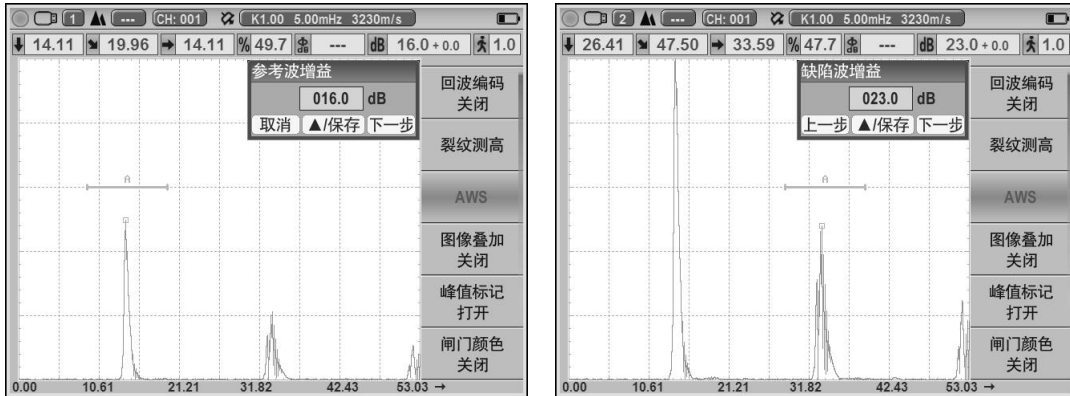 1 --- CH: 001 K1.00 5.00mHz 3230m/s
14.11 19.96 14.11 % 49.7 ф dB --- dB 16.0 + 0.0 1.0
参考波增益
016.0 dB
取消 ▲/保存 下一步
A
回波编码
关闭
裂纹测高
AWS
图像叠加
关闭
峰值标记
打开
闸门颜色
关闭
0.00 10.61 21.21 31.82 42.43 53.03 →
2 --- CH: 001 K1.00 5.00mHz 3230m/s
26.41 47.50 33.59 % 47.7 ф dB --- dB 23.0 + 0.0 1.0
缺陷波增益
023.0 dB
上一步 ▲/保存 下一步
A
回波编码
关闭
裂纹测高
AWS
图像叠加
关闭
峰值标记
打开
闸门颜色
关闭
0.00 10.61 21.21 31.82 42.43 53.03 →